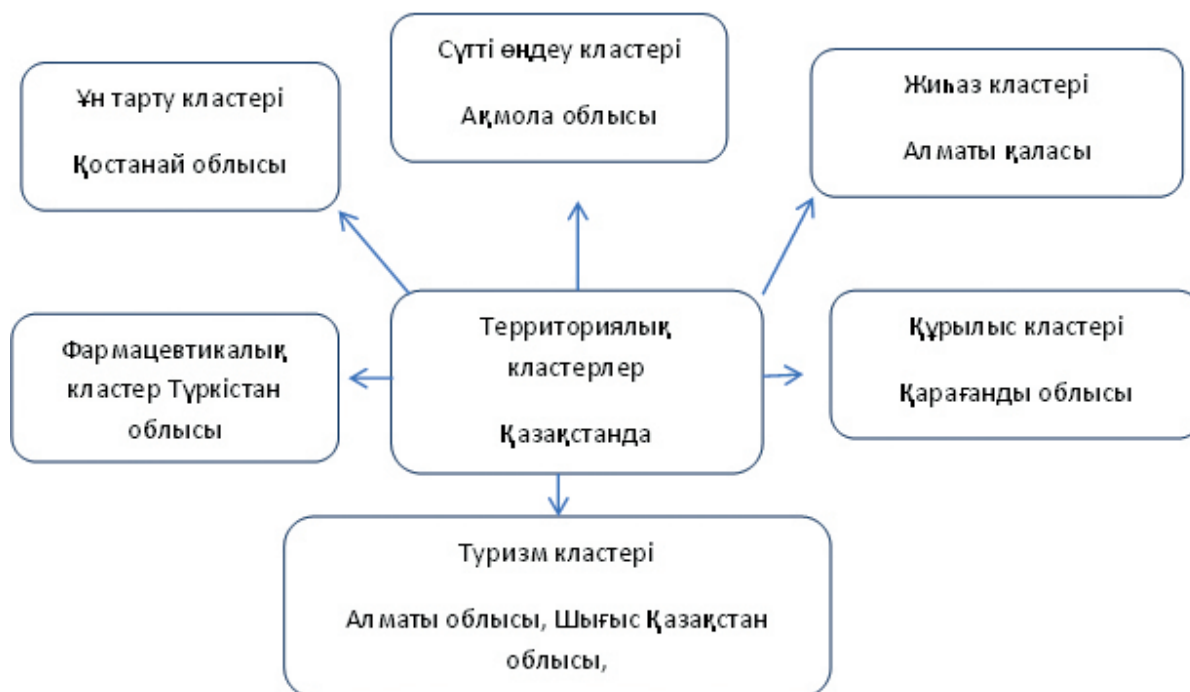 Сүтті өңдеу кластері
Ақмола облысы
Ұн тарту кластері
Қостанай облысы
Жиһаз кластері
Алматы қаласы
Территориялық
кластерлер
Қазақстанда
Фармацевтикалық
кластер Түркістан
облысы
Құрылыс кластері
Қарағанды облысы
Туризм кластері
Алматы облысы, Шығыс Қазақстан
облысы,